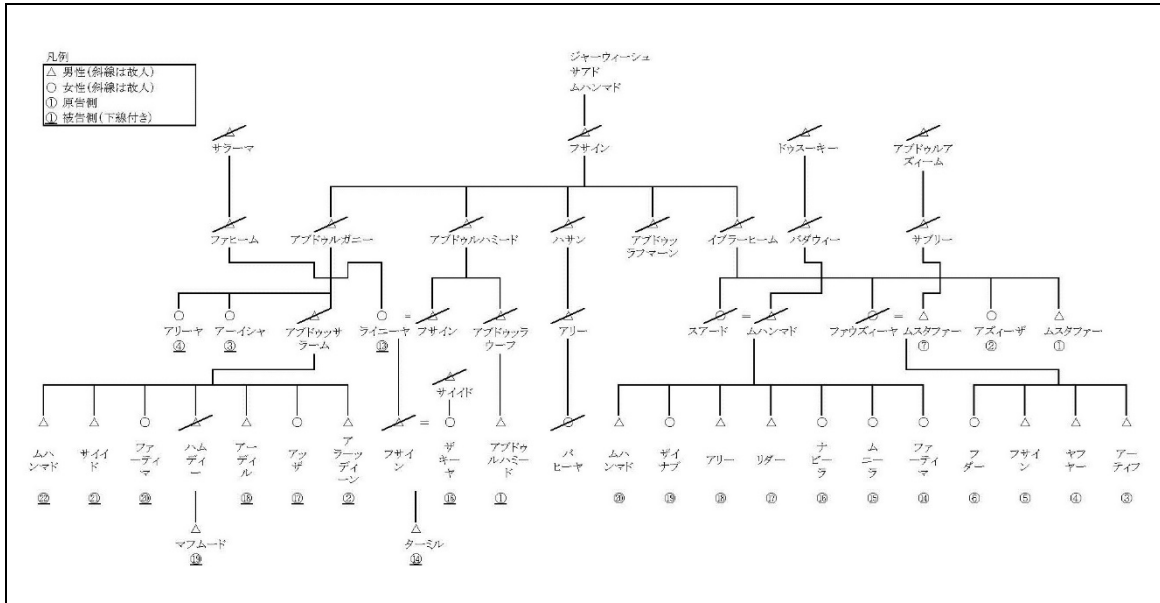 凡例
△ 男性(斜線は故人)
○ 女性(斜線は故人)
① 原告側
① 被告側(下線付き)
ジャーウィーシュ
サアド
ムハンマド
サラーマ
フサイン
ドゥスーキー
アブドゥルア
ズィーム
ファヒーム
アブドゥルガニー
アブドゥルハミード
ハサン
アブドゥッ
ラフマーン
イブラーヒーム
バダウィー
サブリー
アリーヤ
④
アーイシャ
③
アブドゥッサ
ラーム
ライニーヤ
⑬
=
フサイン
アブドゥッラ
ウーフ
アリー
スアード
=
ムハンマド
ファウズィーヤ
=
ムスタファー
⑦
アズィーザ
②
ムスタファー
①
サイイド
ムハ
ンマド
㉒
サイイ
ド
㉑
ファ
ーティ
マ
⑳
ハム
ディー
アー
ディル
⑱
アッ
ザ
⑰
ア
ラーッ
ディーン
②
フサイ
ン
=
ザ
キー
ヤ
アブドゥ
ルハミー
ド
①
バ
ヒーヤ
ムハ
ンマド
⑳
ザイ
ナブ
⑲
アリー
⑱
リダー
⑰
ナ
ビー
ラ
⑯
ム
ニー
ラ
⑮
ファー
ティマ
⑭
フ
ダー
⑥
フサイ
ン
⑤
ヤフ
ヤー
④
アー
ティフ
③
マフムード
⑲
ターミル
⑭